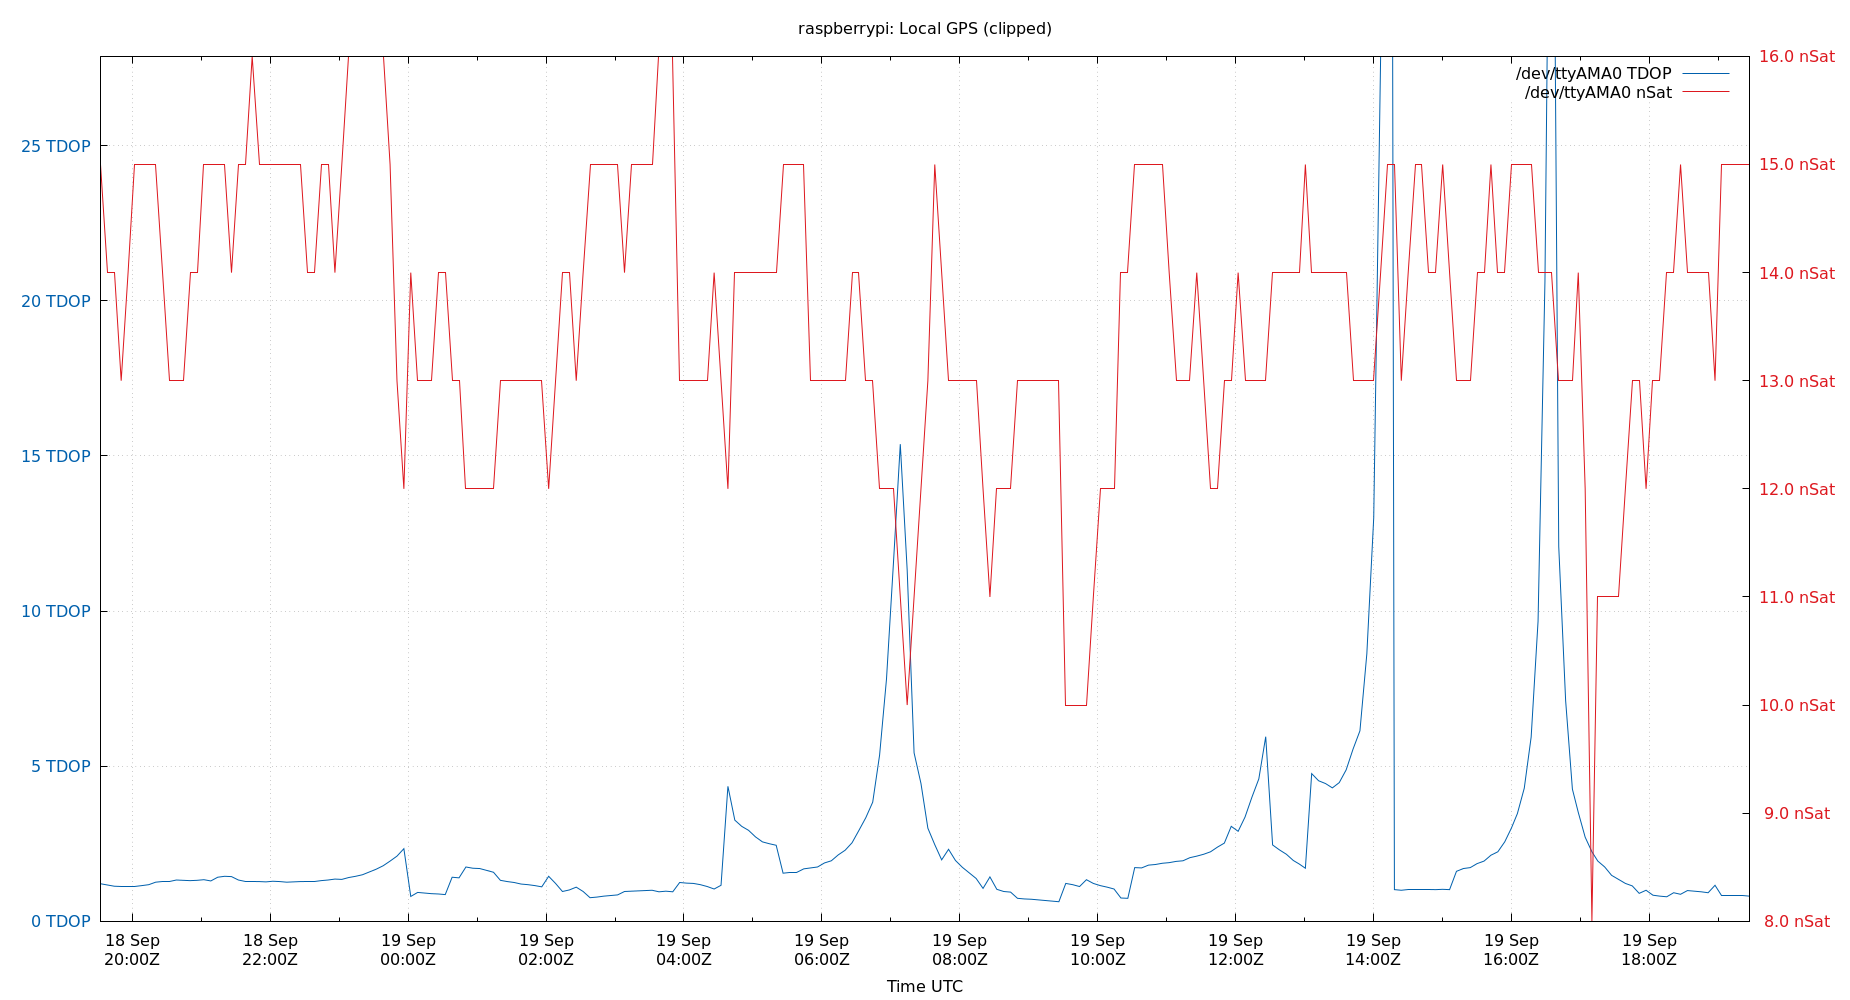 raspberrypi: Local GPS (clipped)
/dev/ttyAMA0 TDOP
/dev/ttyAMA0 nSat
25 TDOP
20 TDOP
15 TDOP
10 TDOP
5 TDOP
0 TDOP
16.0 nSat
15.0 nSat
14.0 nSat
13.0 nSat
12.0 nSat
11.0 nSat
10.0 nSat
9.0 nSat
8.0 nSat
18 Sep 18 Sep 19 Sep 19 Sep 19 Sep 19 Sep 19 Sep 19 Sep 19 Sep 19 Sep 19 Sep 19 Sep
20:00Z 22:00Z 00:00Z 02:00Z 04:00Z 06:00Z 08:00Z 10:00Z 12:00Z 14:00Z 16:00Z 18:00Z
Time UTC